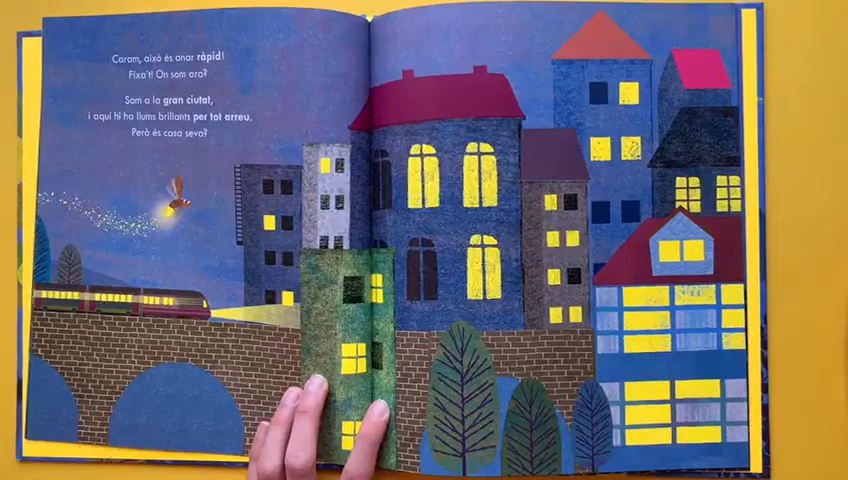 Caram, això és anar ràpid!
Fixa't! On som ara?
Som a la gran ciutat,
i aquí hi ha llums brillants per tot arreu.
Però és casa seva?